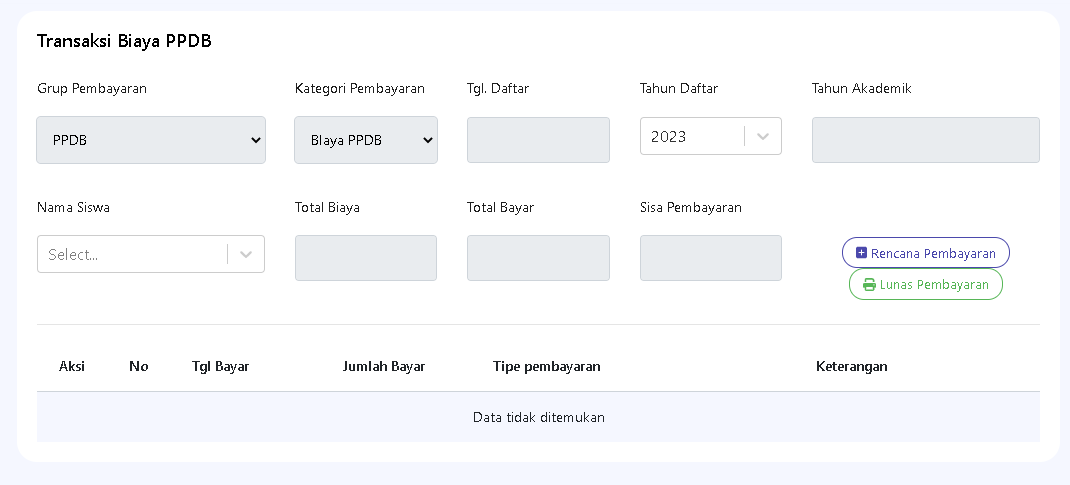 Transaksi Biaya PPDB
Grup Pembayaran Kategori Pembayaran Tgl. Daftar Tahun Daftar Tahun Akademik
PPDB BIaya PPDB 2023
Nama Siswa Total Biaya Total Bayar Sisa Pembayaran
Select...
Rencana Pembayaran
Lunas Pembayaran
Aksi No Tgl Bayar Jumlah Bayar Tipe pembayaran Keterangan
Data tidak ditemukan